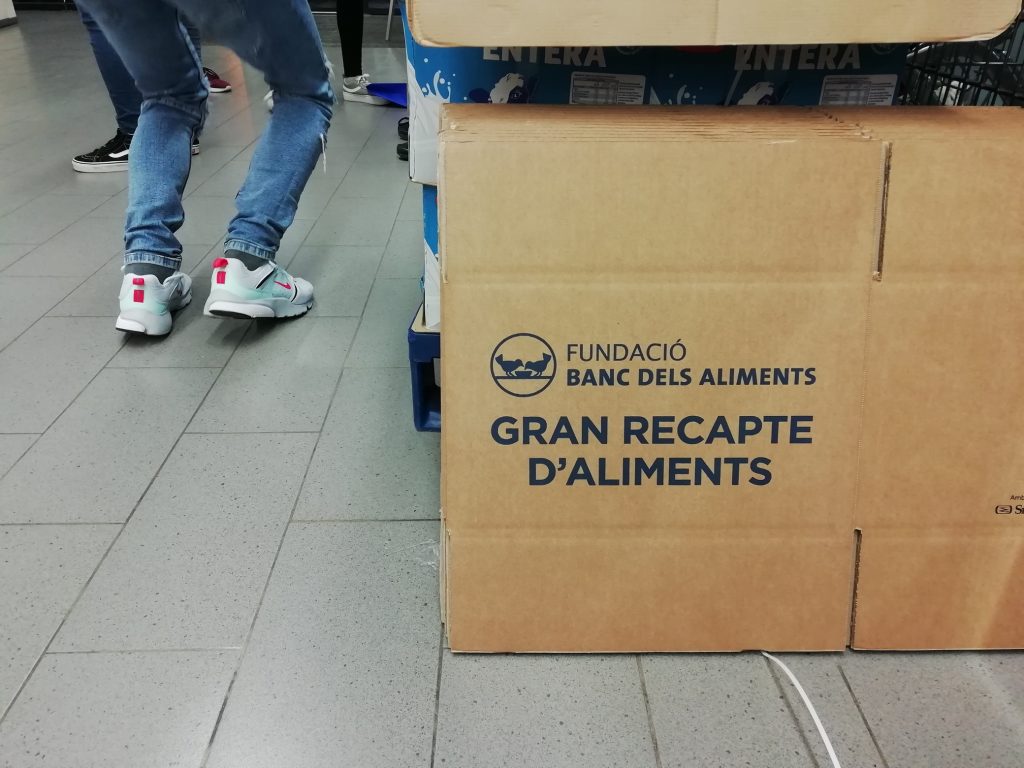 ENTERA ENTERA
FUNDACIÓ
BANC DELS ALIMENTS
GRAN RECAPTE
D'ALIMENTS